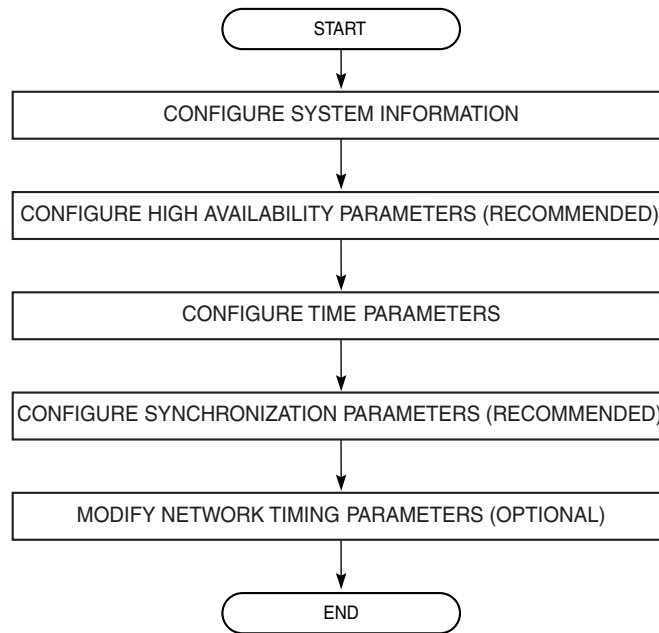 START
CONFIGURE SYSTEM INFORMATION
CONFIGURE HIGH AVAILABILITY PARAMETERS (RECOMMENDED)
CONFIGURE TIME PARAMETERS
CONFIGURE SYNCHRONIZATION PARAMETERS (RECOMMENDED)
MODIFY NETWORK TIMING PARAMETERS (OPTIONAL)
END